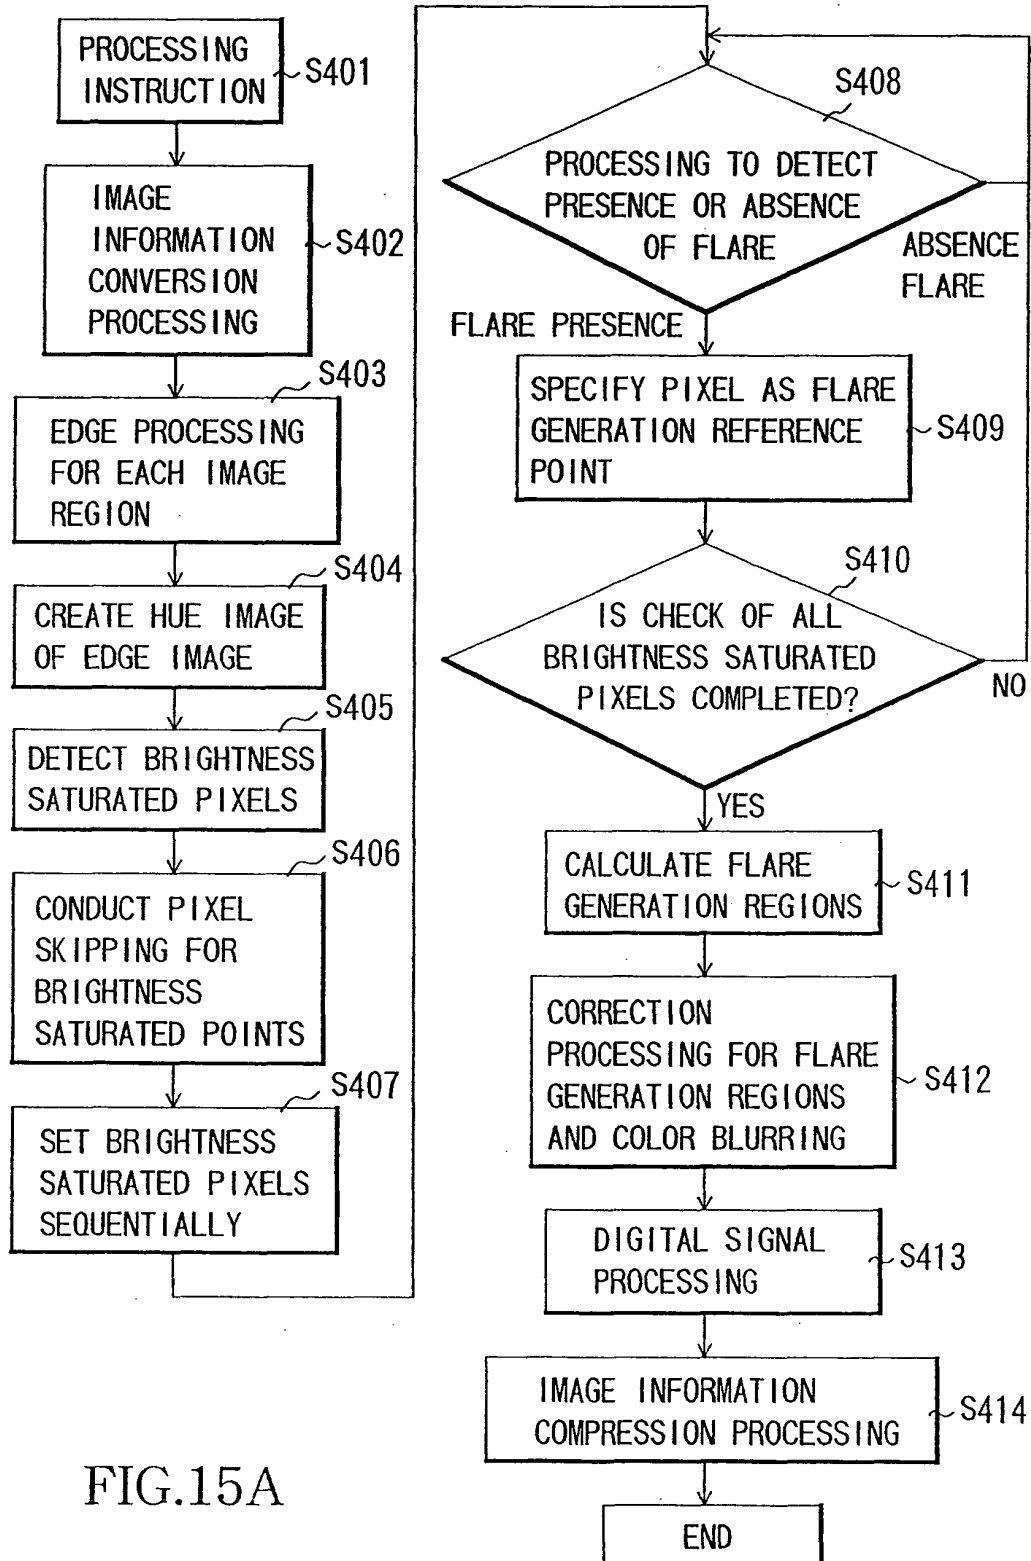 PROCESSING
INSTRUCTION
S401
IMAGE
INFORMATION
CONVERSION
PROCESSING
S402
S403
EDGE PROCESSING
FOR EACH IMAGE
REGION
S404
CREATE HUE IMAGE
OF EDGE IMAGE
S405
DETECT BRIGHTNESS
SATURATED PIXELS
S406
CONDUCT PIXEL
SKIPPING FOR
BRIGHTNESS
SATURATED POINTS
S407
SET BRIGHTNESS
SATURATED PIXELS
SEQUENTIALLY
S408
PROCESSING TO DETECT
PRESENCE OR ABSENCE
OF FLARE
ABSENCE
FLARE
FLARE PRESENCE
SPECIFY PIXEL AS FLARE
GENERATION REFERENCE
POINT
S409
S410
IS CHECK OF ALL
BRIGHTNESS SATURATED
PIXELS COMPLETED?
NO
YES
CALCULATE FLARE
GENERATION REGIONS
S411
CORRECTION
PROCESSING FOR FLARE
GENERATION REGIONS
AND COLOR BLURRING
S412
DIGITAL SIGNAL
PROCESSING
S413
IMAGE INFORMATION
COMPRESSION PROCESSING
S414
END
FIG.15A